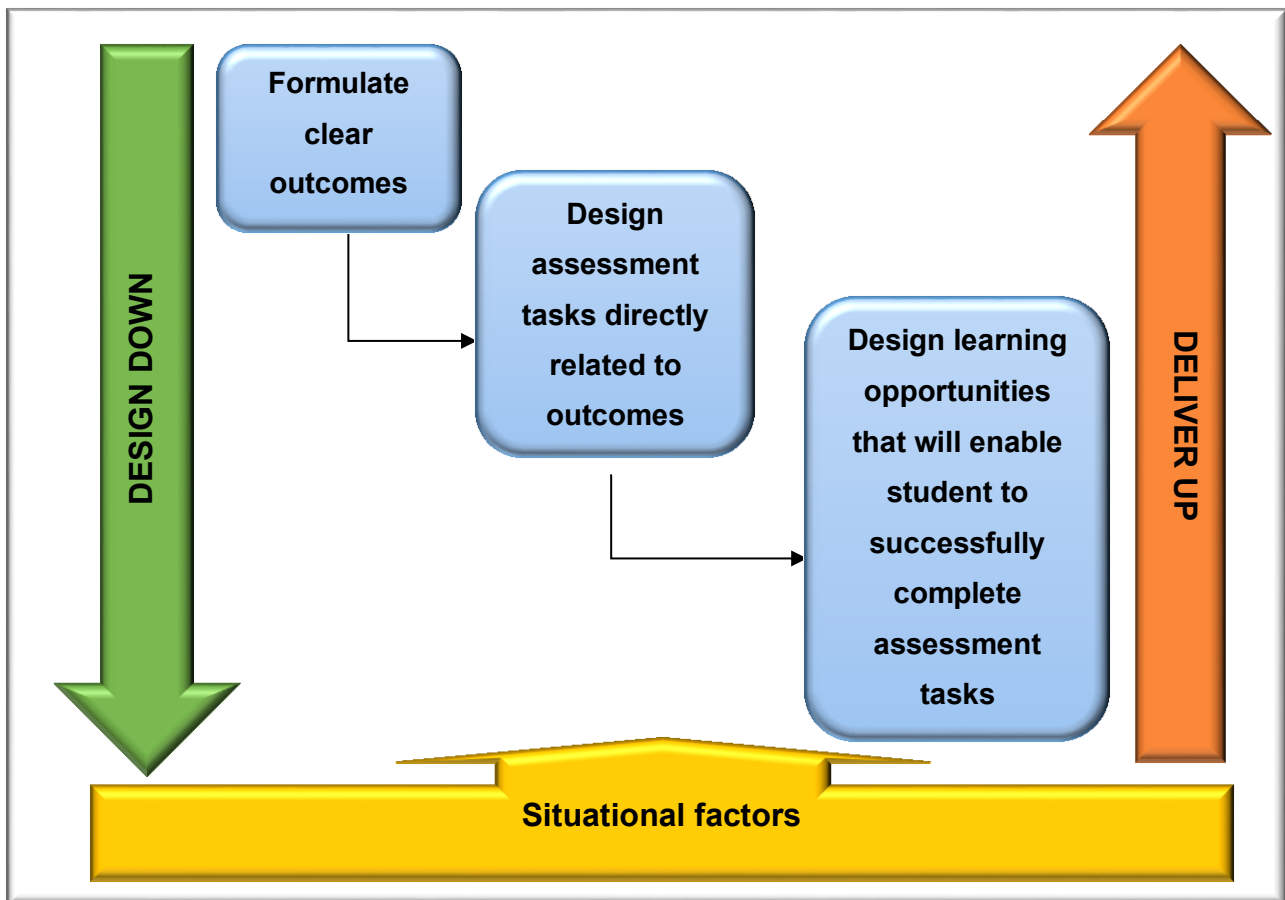 DESIGN DOWN
Formulate
clear
outcomes
Design
assessment
tasks directly
related to
outcomes
Design learning
opportunities
that will enable
student to
successfully
complete
assessment
tasks
DELIVER UP
Situational factors